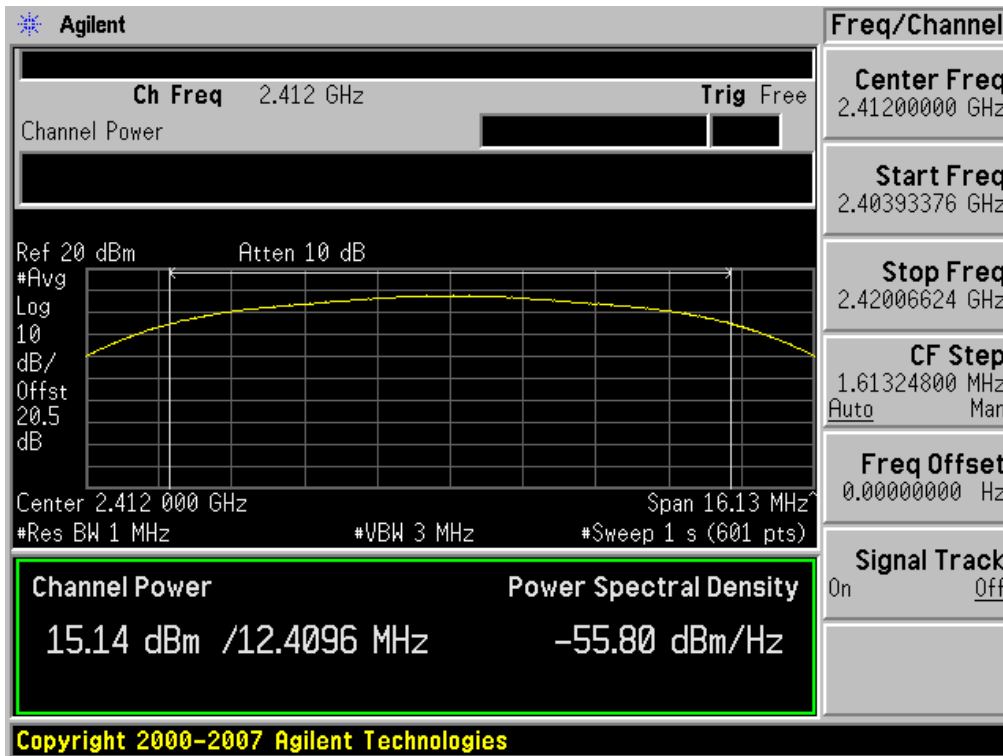 Agilent
Freq/Channel
Ch Freq 2.412 GHz Trig Free
Channel Power
Center Freq
2.41200000 GHz
Start Freq
2.40393376 GHz
Stop Freq
2.42006624 GHz
CF Step
1.61324800 MHz
Auto Man
Freq Offset
0.00000000 Hz
Signal Track
On Off
Ref 20 dBm Atten 10 dB
#Avg
Log
10
dB/
Offst
20.5
dB
Center 2.412 000 GHz Span 16.13 MHz^
#Res BW 1 MHz #VBW 3 MHz #Sweep 1 s (601 pts)
Channel Power Power Spectral Density
15.14 dBm /12.4096 MHz -55.80 dBm/Hz
Copyright 2000-2007 Agilent Technologies